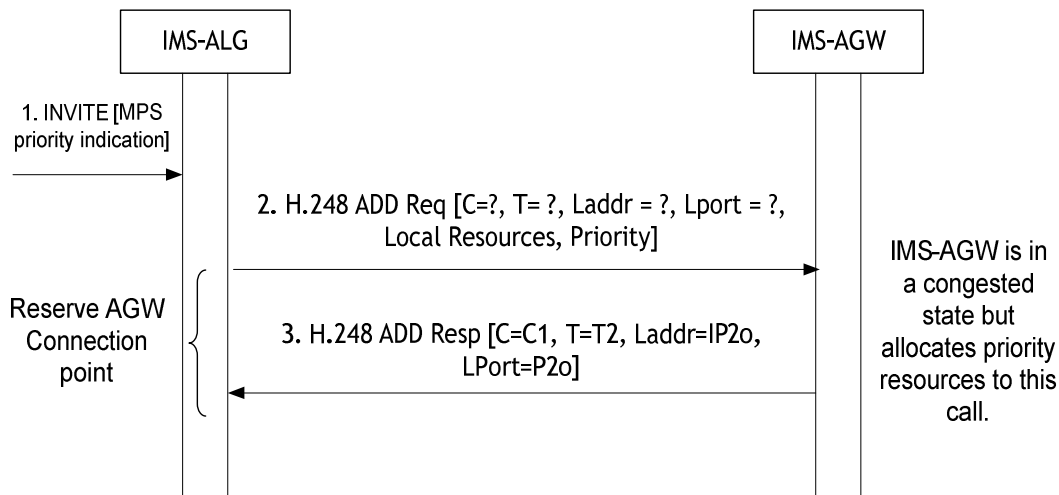 IMS-ALG
IMS-AGW
1. INVITE [MPS
priority indication]
2. H.248 ADD Req [C=?, T= ?, Laddr = ?, Lport = ?,
Local Resources, Priority]
IMS-AGW is in
a congested
state but
allocates priority
resources to this
call.
Reserve AGW
Connection
point
3. H.248 ADD Resp [C=C1, T=T2, Laddr=IP2o,
LPort=P2o]